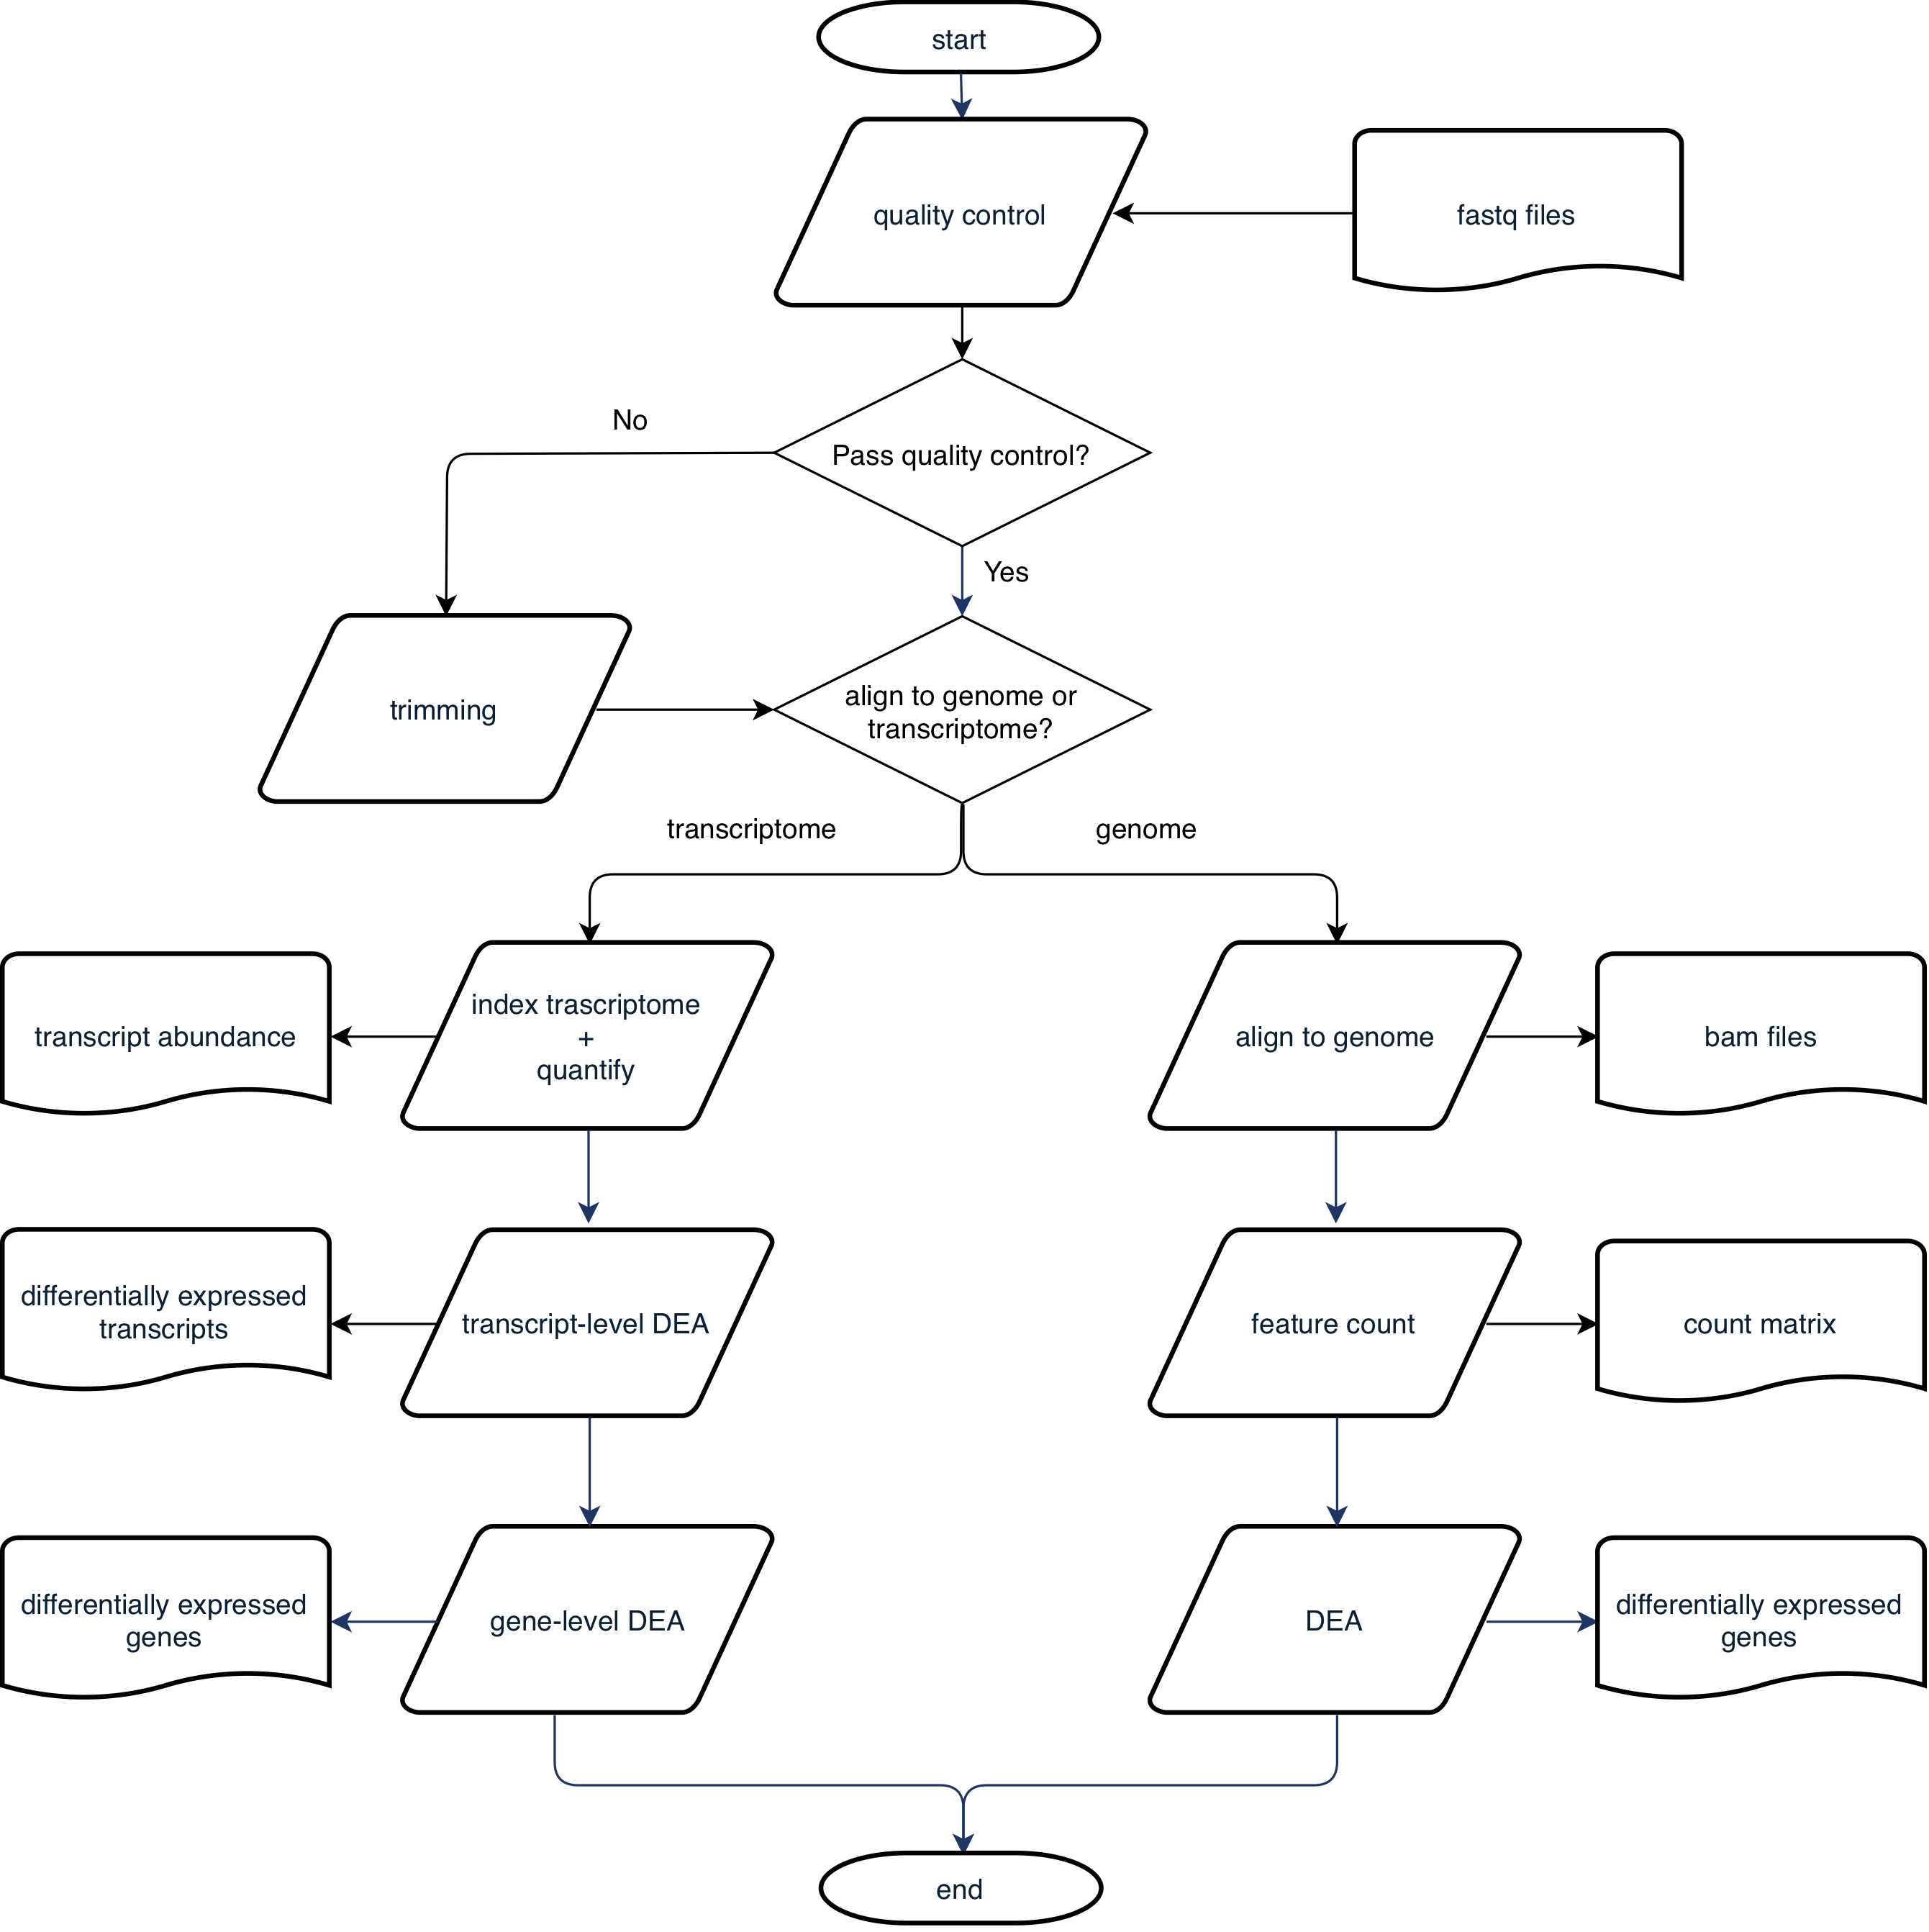 start
quality control
fastq files
No
Pass quality control?
Yes
trimming
align to genome or
transcriptome?
transcriptome
genome
transcript abundance
index trascriptome
+
quantify
align to genome
bam files
differentially expressed
transcripts
transcript-level DEA
feature count
count matrix
differentially expressed
genes
gene-level DEA
DEA
differentially expressed
genes
end